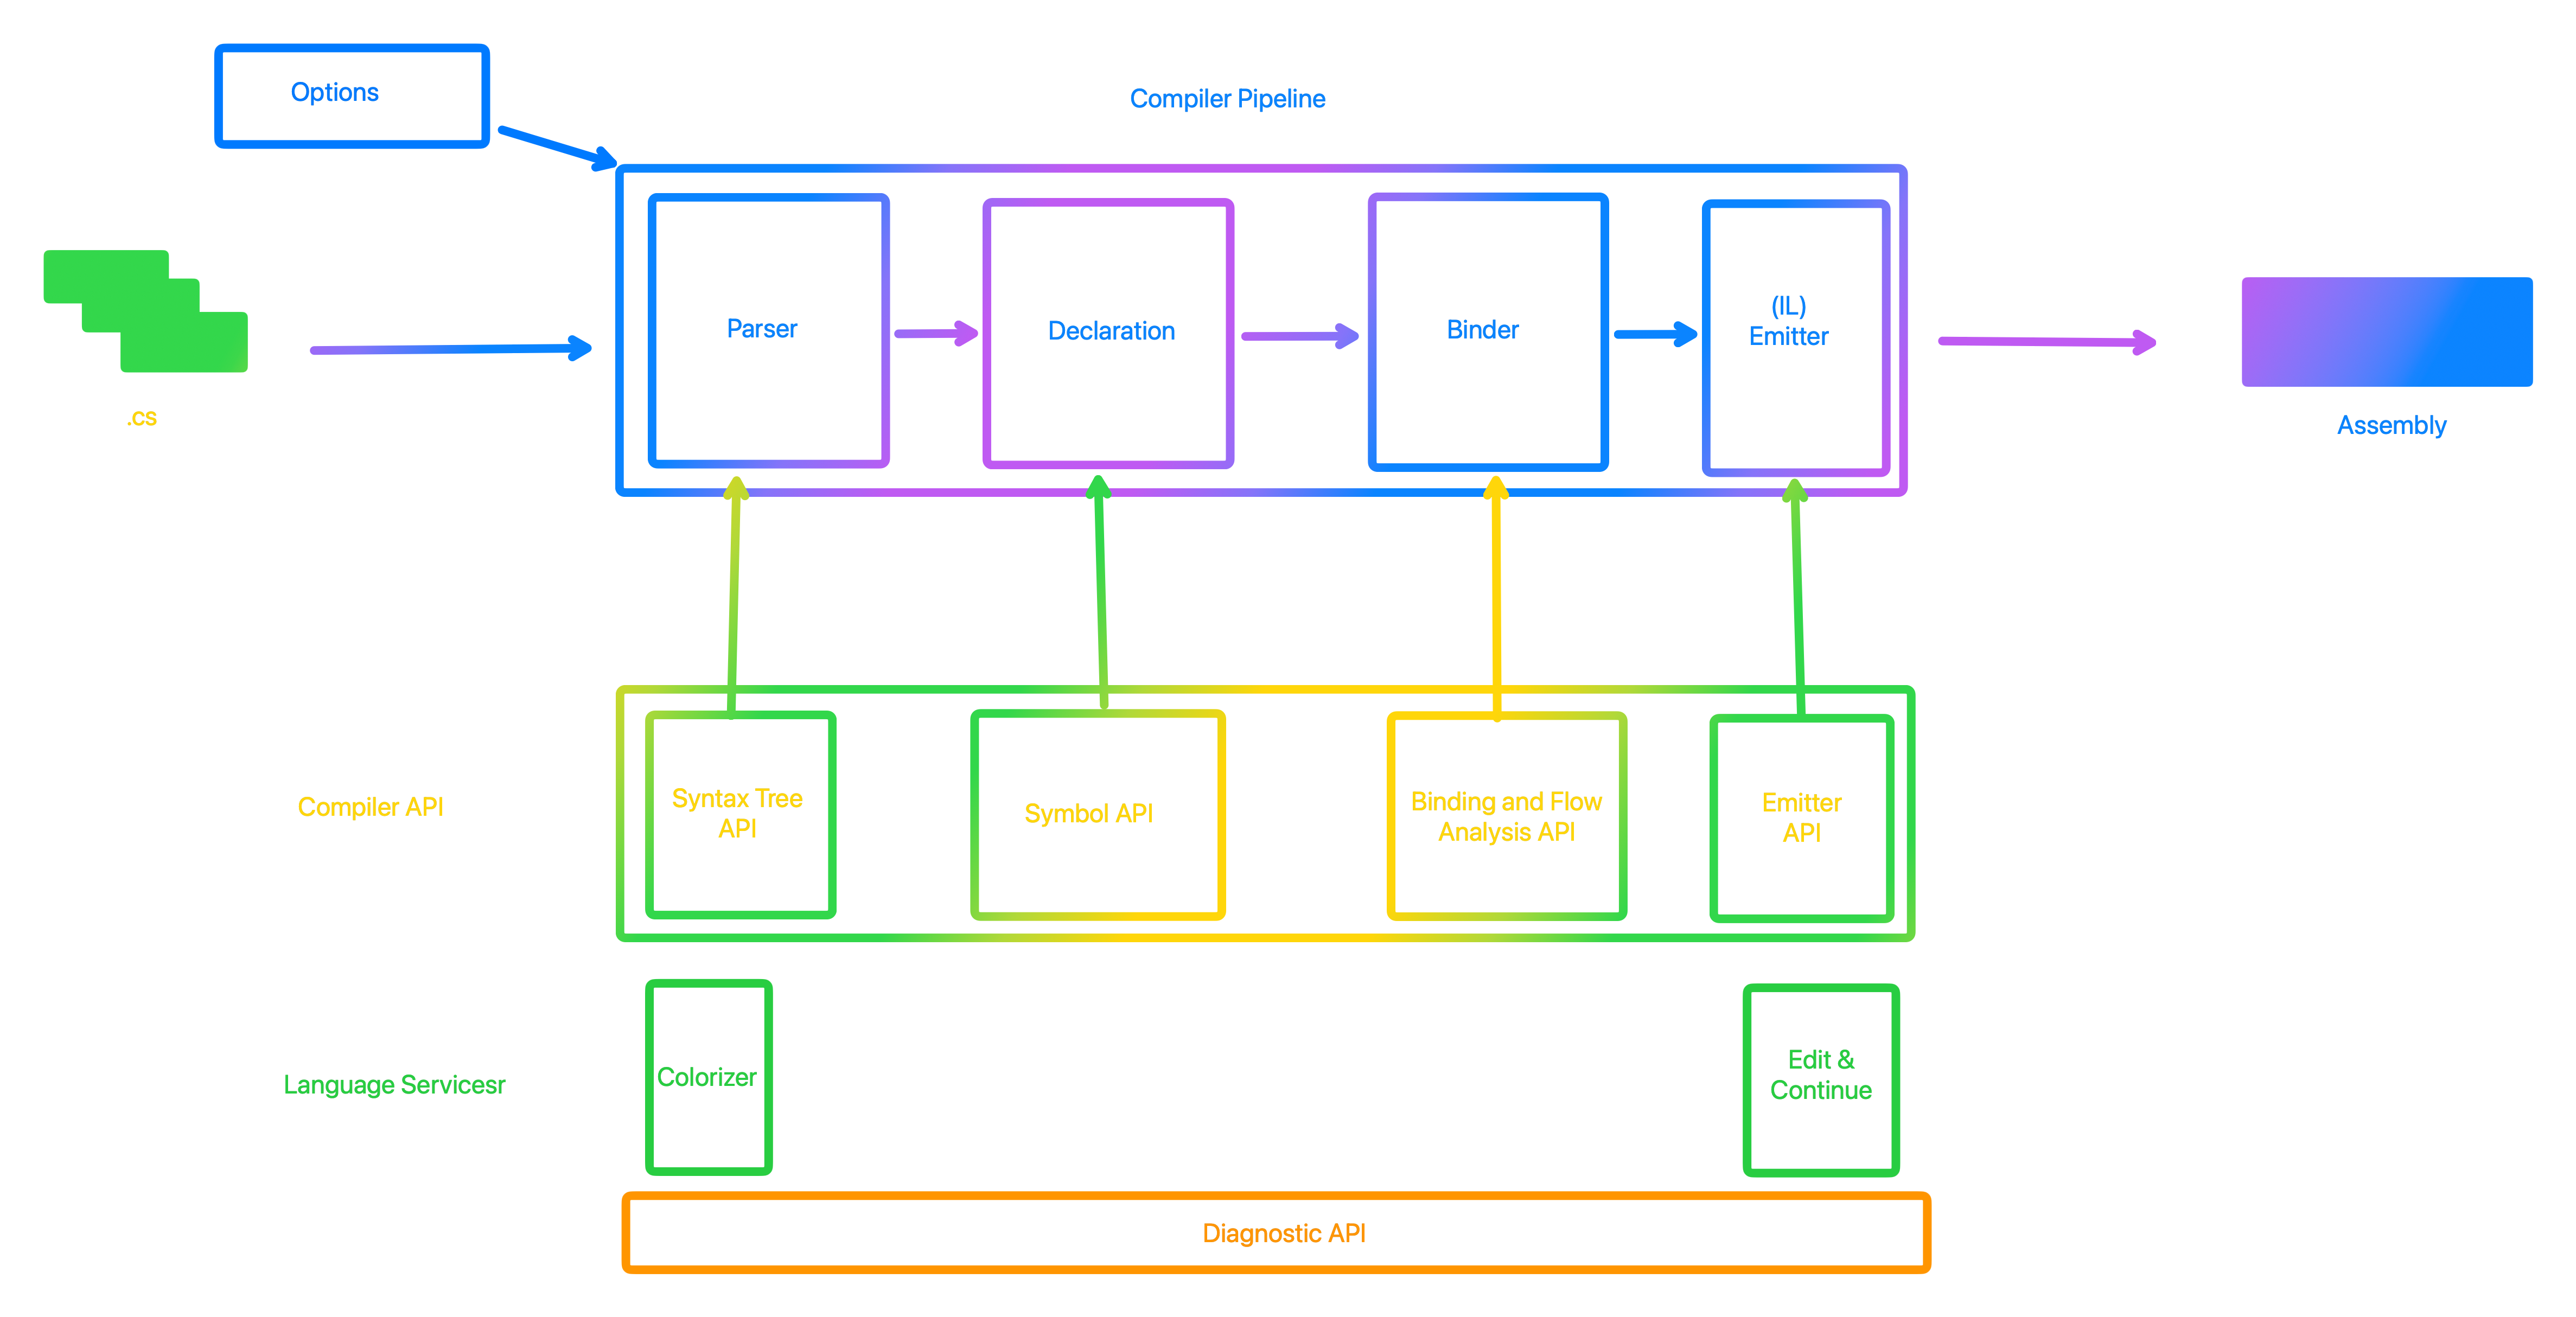 Options
Compiler Pipeline
Parser
Declaration
Binder
(IL)
Emitter
.cs
Assembly
Compiler API
Syntax Tree
API
Symbol API
Binding and Flow
Analysis API
Emitter
API
Language Servicesr
Colorizer
Edit &
Continue
Diagnostic API